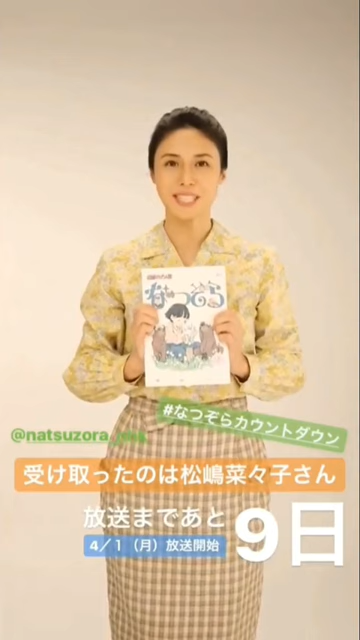 なつぞら
#なつぞらカウントダウン
受け取ったのは松嶋菜々子さん
放送まであと
4/1（月）放送開始
9日